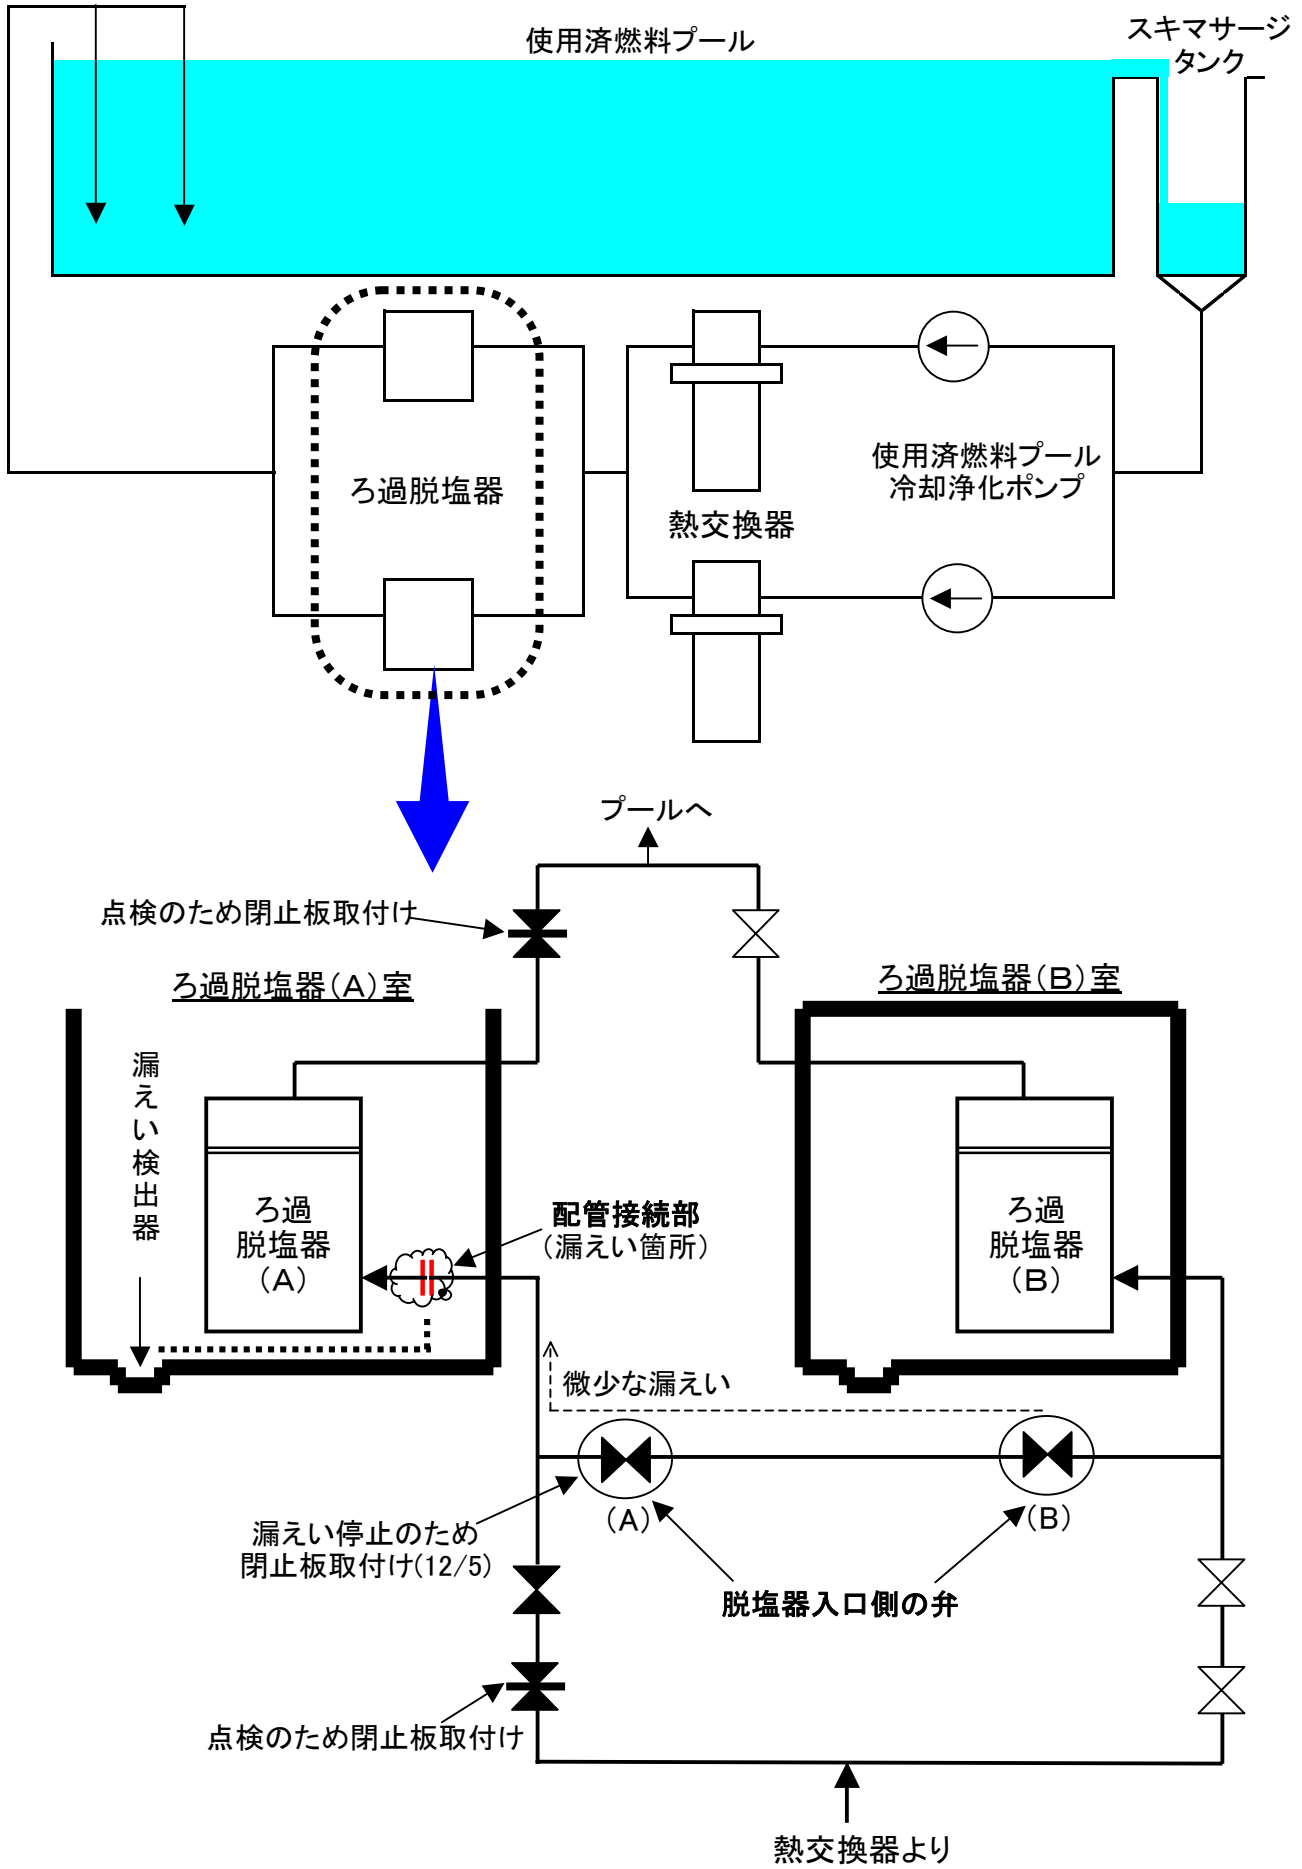 使用済燃料プール
スキマサージ
タンク
ろ過脱塩器
熱交換器
使用済燃料プール
冷却浄化ポンプ
プールへ
点検のため閉止板取付け
ろ過脱塩器(A)室
ろ過脱塩器(B)室
漏えい検出器
ろ過
脱塩器
(A)
配管接続部
(漏えい箇所)
ろ過
脱塩器
(B)
微少な漏えい
(A)
(B)
漏えい停止のため
閉止板取付け(12/5)
脱塩器入口側の弁
点検のため閉止板取付け
熱交換器より